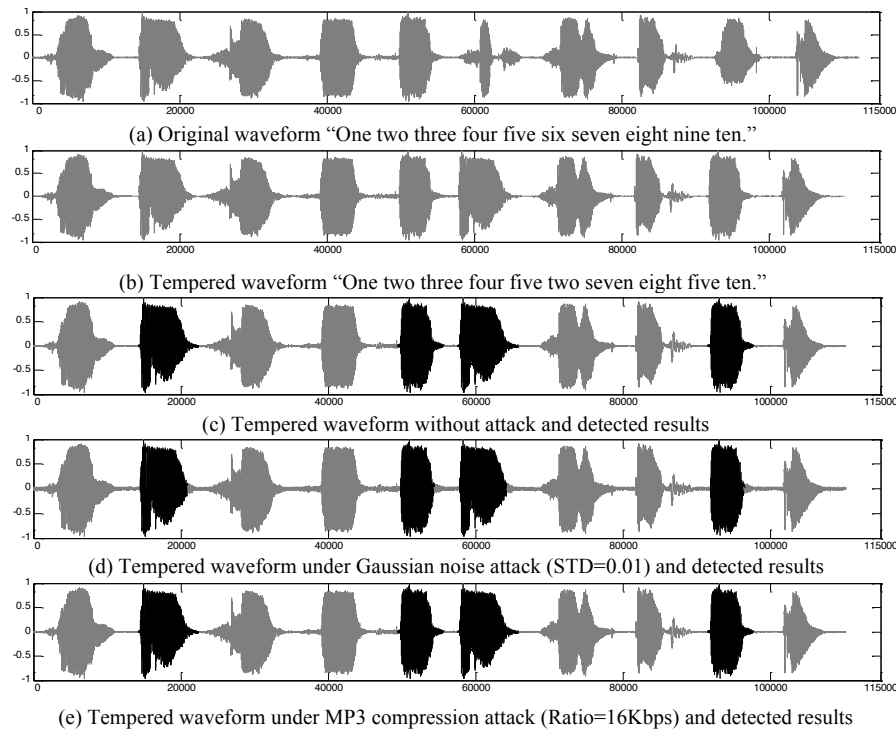 1
0.5
0
-0.5
-1
0 20000 40000 60000 80000 100000 115000
(a) Original waveform “One two three four five six seven eight nine ten.”
1
0.5
0
-0.5
-1
0 20000 40000 60000 80000 100000 115000
(b) Tempered waveform “One two three four five two seven eight five ten.”
1
0.5
0
-0.5
-1
0 20000 40000 60000 80000 100000 115000
(c) Tempered waveform without attack and detected results
1
0.5
0
-0.5
-1
0 20000 40000 60000 80000 100000 115000
(d) Tempered waveform under Gaussian noise attack (STD=0.01) and detected results
1
0.5
0
-0.5
-1
0 20000 40000 60000 80000 100000 115000
(e) Tempered waveform under MP3 compression attack (Ratio=16Kbps) and detected results